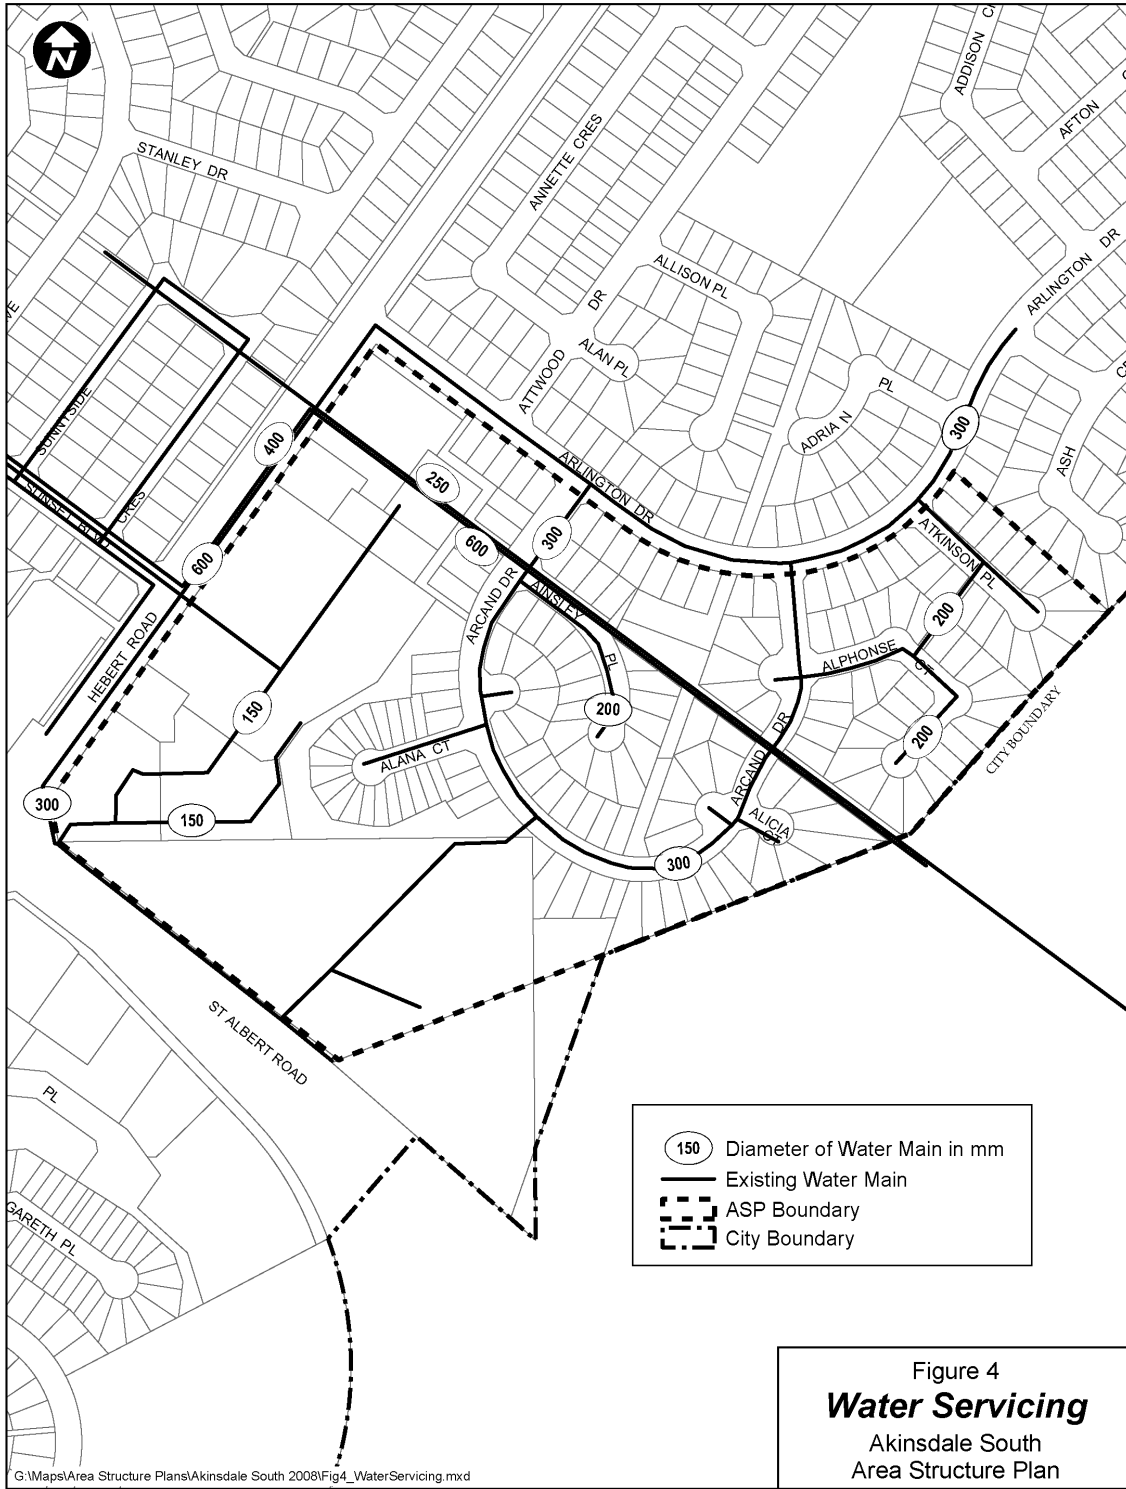 N
STANLEY DR
ANNETTE CRES
ADDISON C
AFTON
ARLINGTON DR
ALLISON PL
DR
ALAN PL
ATTWOOD
PL
ADRIAN
ASH
VE
SUNNYSIDE
CRES
SUNSET BLVD
400
250
600
600
300
300
ARLINGTON DR
ATKINSON PL
ARCAND DR
AINSLEY
PL
200
HEBERT ROAD
ALPHONSE
CT
200
200
CITY BOUNDARY
150
ALANA CT
ARCAND DR
ALICIA
CT
300
150
300
ST ALBERT ROAD
PL
GARETH PL
150 Diameter of Water Main in mm
Existing Water Main
ASP Boundary
City Boundary
Figure 4
Water Servicing
Akinsdale South
Area Structure Plan
G:\Maps\Area Structure Plans\Akinsdale South 2008\Fig4_WaterServicing.mxd